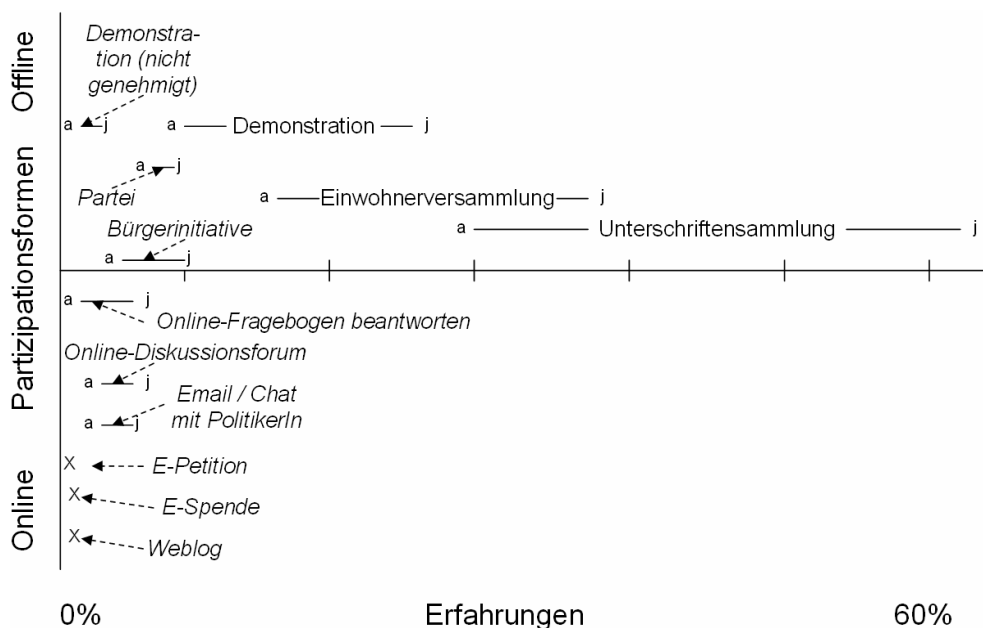 Partizipationsformen
Offline
Demonstra-
tion (nicht
genehmigt)
a j a Demonstration j
a j
Partei
a Einwohnerversammlung j
a Unterschriftensammlung j
Bürgerinitiative
a j
a j
Online-Fragebogen beantworten
Online-Diskussionsforum
a j
Email / Chat
mit PolitikerIn
a j
X E-Petition
X E-Spende
X Weblog
Online
0% Erfahrungen 60%